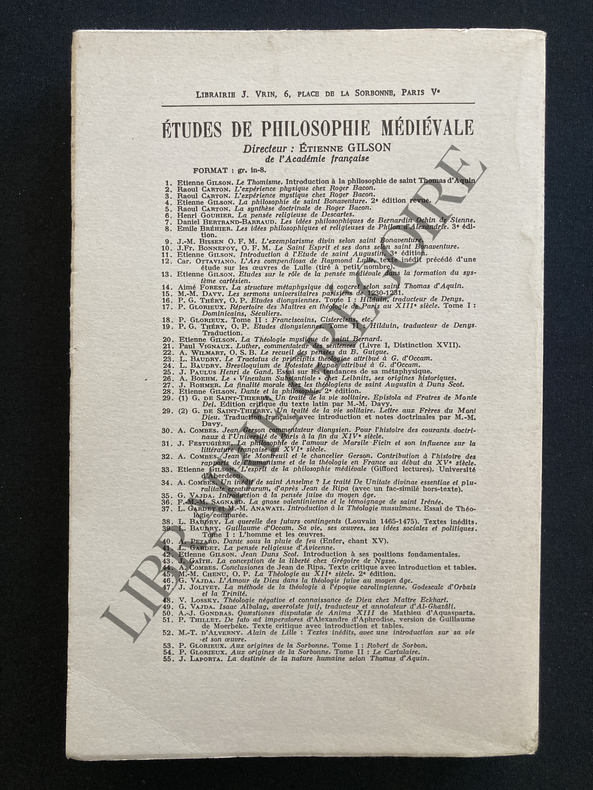 LIBRAIRIE J. VRIN, 6, PLACE DE LA SORBONNE, PARIS Ve
ÉTUDES DE PHILOSOPHIE MÉDIÉVALE
Directeur : ÉTIENNE GILSON
de l'Académie française
FORMAT : gr. in-8.
1. Etienne GILSON. Le Thomisme. Introduction à la philosophie de saint Thomas d'Aquin.
2. Raoul CARTON. L'expérience physique chez Roger Bacon.
3. Raoul CARTON. L'expérience mystique chez Roger Bacon.
4. Etienne GILSON. La philosophie de saint Bonaventure. 2e édition revue.
5. Raoul CARTON. La synthèse doctrinale de Roger Bacon.
6. Henri GOUHIER. La pensée religieuse de Descartes.
7. Daniel BERTRAND-BARRAUD. Les idées philosophiques de Bernardin Ochin de Sienne.
8. Emile BRÉHIER. Les idées philosophiques et religieuses de Philon d'Alexandrie. 3e édi-
tion.
9. J.-M. BISSEN O. F. M. L'exemplarisme divin selon saint Bonaventure.
10. J.Fr. BONNEFOY, O. F. M. Le Saint Esprit et ses dons selon saint Bonaventure.
11. Etienne GILSON. Introduction à l'Etude de saint Augustin. édition.
12. Car. OTTAVIANO. L'Ars compendiosa de Raymond Lulle, texte inédit précédé d'une
étude sur les œuvres de Lulle (tiré à petit nombre).
13. Etienne GILSON. Etudes sur le rôle de la pensée médiévale dans la formation du sys-
tème cartésien.
14. Aimé FOREST. La structure métaphysique du concret selon saint Thomas d'Aquin.
15. M.-M. DAVY. Les sermons universitaires parisiens de 1230-1231.
16. P. G. THÉRY, O. P. Etudes dionysiennes. Tome I : Hilduin, traducteur de Denys.
17. P. GLORIEUX. Répertoire des Maîtres en théologie de Paris au XIIIe siècle. Tome I :
Dominicains, Séculiers.
18. P. GLORIEUX. Tome II : Franciscains, Cisterciens, etc.
19. P. G. THÉRY, O. P. Etudes dionysiennes. Tome II : Hilduin, traducteur de Denys.
Traduction.
20. Etienne GILSON. La Théologie mystique de saint Bernard.
21. Paul VIGNAUX. Luther, commentateur des Sentences (Livre I, Distinction XVII).
22. A. WILMART, O. S. B. Le recueil des pensées du B. Guigue.
23. L. BAUDRY. Le Tractatus de principiis theologiae attribué à G. d'Occam.
24. L. BAUDRY. Breviloquium de Potestate Papae attribué à G. d'Occam.
25. J. PAULUS Henri de Gand. Essai sur les tendances de sa métaphysique.
26. A. BOEHM. Le « Vinculum Substantiale » chez Leibnitz, ses origines historiques.
27. J. ROHMER. La finalité morale chez les théologiens de saint Augustin à Duns Scot.
28. Etienne GILSON. Dante et la philosophie. 2e édition.
29. (1) G. DE SAINT-THIERRY. Un traité de la vie solitaire. Epistola ad Fratres de Monte
Dei. Edition critique du texte latin par M.-M. Davy.
29. (2) G. DE SAINT-THIERRY. Un traité de la vie solitaire. Lettre aux Frères du Mont
Dieu. Traduction française avec introduction et notes doctrinales par M.-M.
Davy.
30. A. COMBES. Jean Gerson commentateur dionysien. Pour l'histoire des courants doctri-
naux à l'Université de Paris à la fin du XIVe siècle.
31. J. FESTUGIÈRE. La philosophie de l'amour de Marsile Ficin et son influence sur la
littérature française au XVIe siècle.
32. A. COMBES. Jean de Montreuil et le chancelier Gerson. Contribution à l'histoire des
rapports de l'humanisme et de la théologie en France au début du XVe siècle.
33. Etienne GILSON. L'esprit de la philosophie médiévale (Gifford lectures). Université
d'Aberdeen.
34. A. COMBES. Un inédit de saint Anselme ? Le traité De Unitate divinae essentiae et plu-
ralitate creaturarum, d'après Jean de Ripa (avec un fac-similé hors-texte).
35. G. VAJDA. Introduction à la pensée juive du moyen âge.
36. F.-M.-M. SAGNARD. La gnose valentinienne et le témoignage de saint Irénée.
37. L. GARDET et M.-M. ANAWATI. Introduction à la Théologie musulmane. Essai de Théo-
logie comparée.
38. L. BAUDRY. La querelle des futurs contingents (Louvain 1465-1475). Textes inédits.
39. L. BAUDRY. Guillaume d'Occam. Sa vie, ses œuvres, ses idées sociales et politiques.
Tome I : L'homme et les œuvres.
40. A. PÉZARD. Dante sous la pluie de feu (Enfer, chant XV).
41. L. GARDET. La pensée religieuse d'Avicenne.
42. Etienne GILSON. Jean Duns Scot. Introduction à ses positions fondamentales.
43. M. PATIN. La conception de la liberté chez Grégoire de Nysse.
44. A. COMBES. Conclusiones de Jean de Ripa. Texte critique avec introduction et tables.
45. M.-M. CHENU, O. P. La Théologie au XIIe siècle. 2e édition.
46. G. VAJDA. L'Amour de Dieu dans la théologie juive au moyen âge.
47. J. JOLIVET. La méthode de la théologie à l'époque carolingienne. Godescalc d'Orbais
et la Trinité.
48. V. LOSSKY. Théologie négative et connaissance de Dieu chez Maître Eckhart.
49. G. VAJDA. Isaac Albalag, averroïste juif, traducteur et annotateur d'Al-Ghazâlî.
50. A.-J. GONDRAS. Quæstiones dispulatae de Anima XIII de Mathieu d'Aquasparta.
51. P. THILLET. De fato ad imperatores d'Alexandre d'Aphrodise, version de Guillaume
de Moerbeke. Texte critique avec introduction et tables.
52. M.-T. D'ALVERNY. Alain de Lille : Textes inédits, avec une introduction sur sa vie
et son œuvre.
53. P. GLORIEUX. Aux origines de la Sorbonne. Tome I : Robert de Sorbon.
54. P. GLORIEUX. Aux origines de la Sorbonne. Tome II : Le Cartulaire.
55. J. LAPORTA. La destinée de la nature humaine selon Thomas d'Aquin.
LIBRAIRIE GREGOIRE